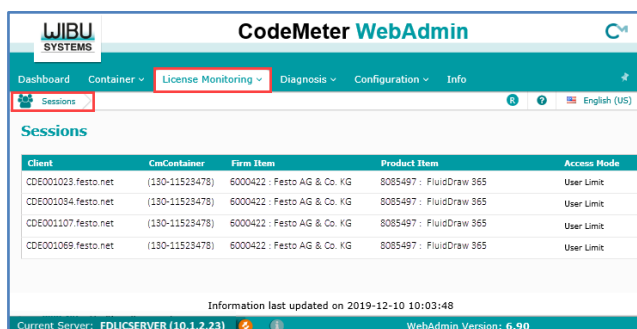 WIBU
SYSTEMS
CodeMeter WebAdmin
Dashboard Container License Monitoring Diagnosis Configuration Info
Sessions R ? English (US)
Sessions
Client CmContainer Firm Item Product Item Access Mode
CDE001023.festo.net (130-11523478) 6000422 : Festo AG & Co. KG 8085497 : FluidDraw 365 User Limit
CDE001034.festo.net (130-11523478) 6000422 : Festo AG & Co. KG 8085497 : FluidDraw 365 User Limit
CDE001107.festo.net (130-11523478) 6000422 : Festo AG & Co. KG 8085497 : FluidDraw 365 User Limit
CDE001069.festo.net (130-11523478) 6000422 : Festo AG & Co. KG 8085497 : FluidDraw 365 User Limit
Information last updated on 2019-12-10 10:03:48
Current Server: FDLICSERVER (10.1.2.23) WebAdmin Version: 6.90